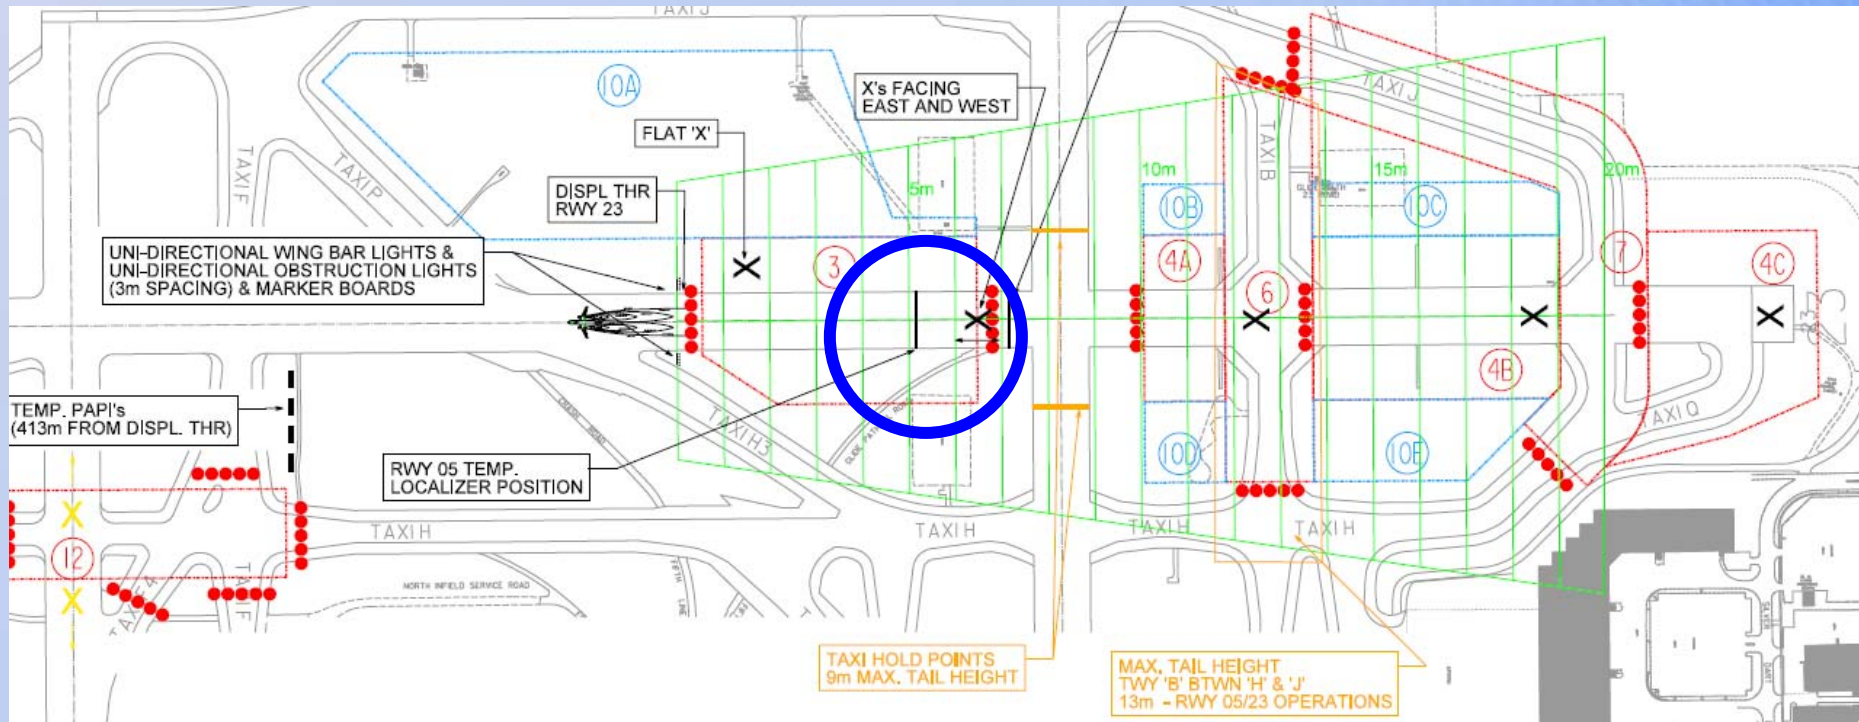 TAXI J
10A
X's FACING
EAST AND WEST
FLAT 'X'
TAXI J
TAXI B
TAXI F
TAXI P
5m
10m
15m
20m
DISPL THR
RWY 23
10B
10C
UNI-DIRECTIONAL WING BAR LIGHTS &
UNI-DIRECTIONAL OBSTRUCTION LIGHTS
(3m SPACING) & MARKER BOARDS
X
3
4A
6
7
4C
X
X
X
X
23
4B
TEMP. PAPI's
(413m FROM DISPL. THR)
TAXI H3
TAXI Q
RWY 05 TEMP.
LOCALIZER POSITION
10D
10E
X
TAXI H
TAXI H
TAXI H
TAXI H
12
NORTH INFIELD SERVICE ROAD
X
TAXI E4
TAXI F
TAXI HOLD POINTS
9m MAX. TAIL HEIGHT
MAX. TAIL HEIGHT
TWY 'B' BTWN 'H' & 'J'
13m - RWY 05/23 OPERATIONS